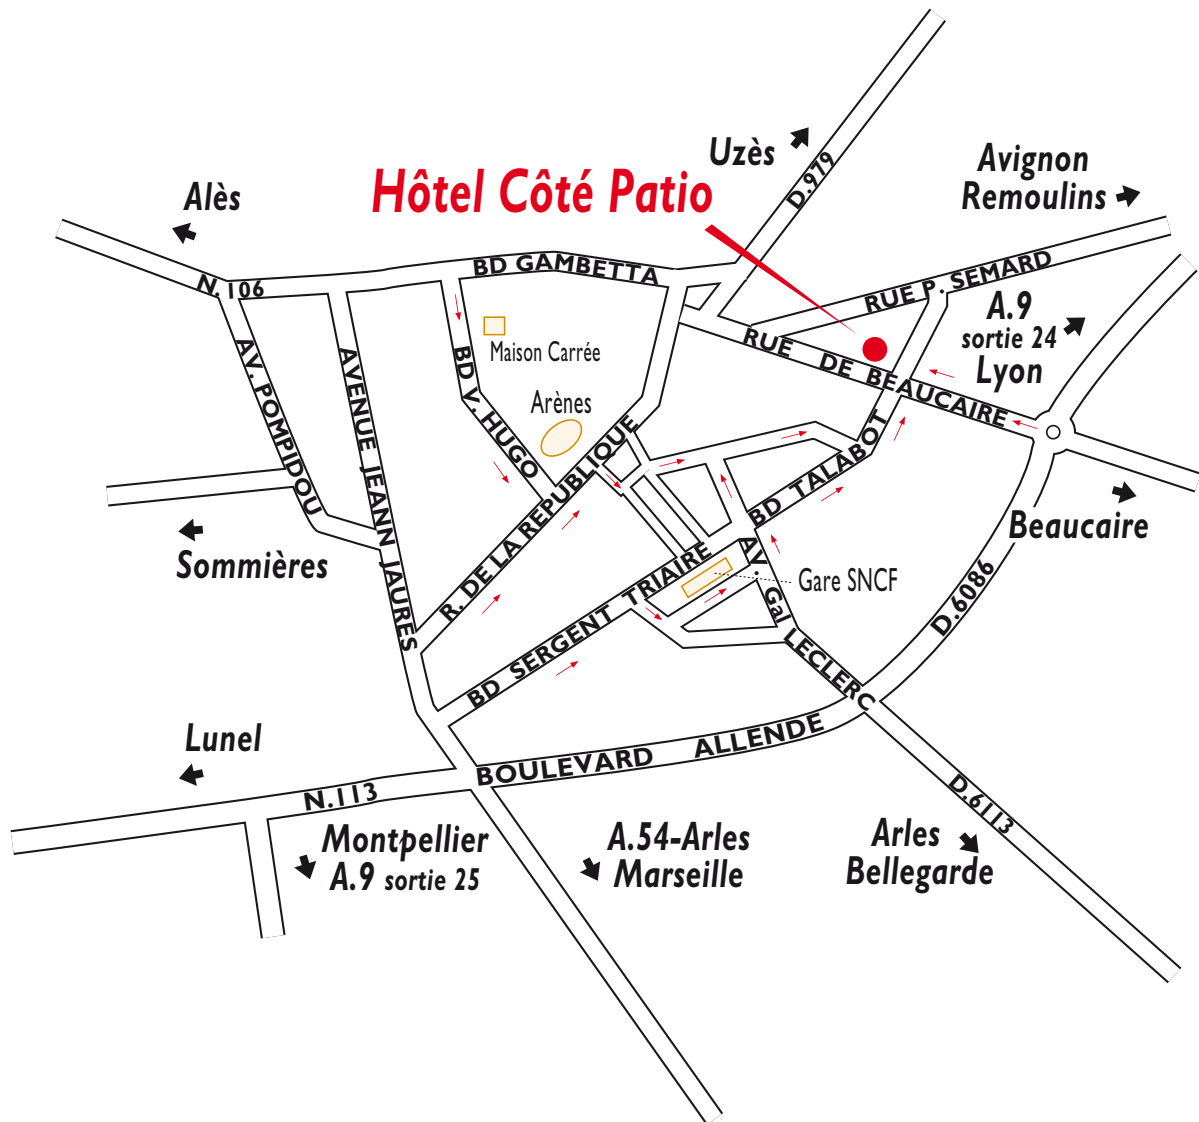 Uzès
D.979
Avignon
Remoulins
Hôtel Côté Patio
Alès
N.106
BD GAMBETTA
RUE P. SEMARD
A.9
sortie 24
Lyon
Maison Carrée
RUE DE BEAUCAIRE
AV. POMPIDOU
AVENUE JEANN JAURES
BD V. HUGO
Arènes
R. DE LA REPUBLIQUE
BD TALABOT
Beaucaire
Sommières
BD SERGENT TRIAIRE
AV. Gal LECLERC
Gare SNCF
D.6086
Lunel
N.113
BOULEVARD ALLENDE
D.6113
Montpellier
A.9 sortie 25
A.54-Arles
Marseille
Arles
Bellegarde